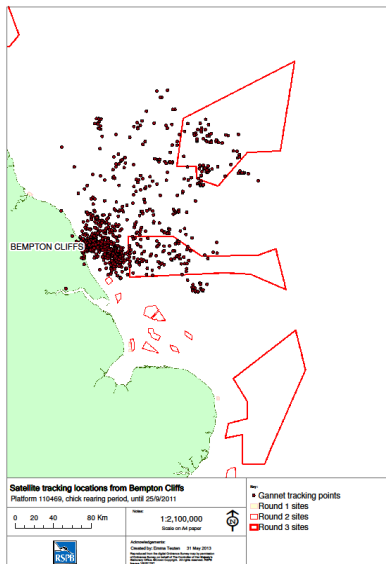 BEMPTON CLIFFS
Satellite tracking locations from Bempton Cliffs
Platform 110469, chick rearing period, until 25/9/2011
0 20 40 80 Km
Notes:
1:2,100,000
Scale on A4 paper
N
Key:
Gannet tracking points
Round 1 sites
Round 2 sites
Round 3 sites
RSPB
Acknowledgements:
Created by: Emma Teuten 31 May 2013